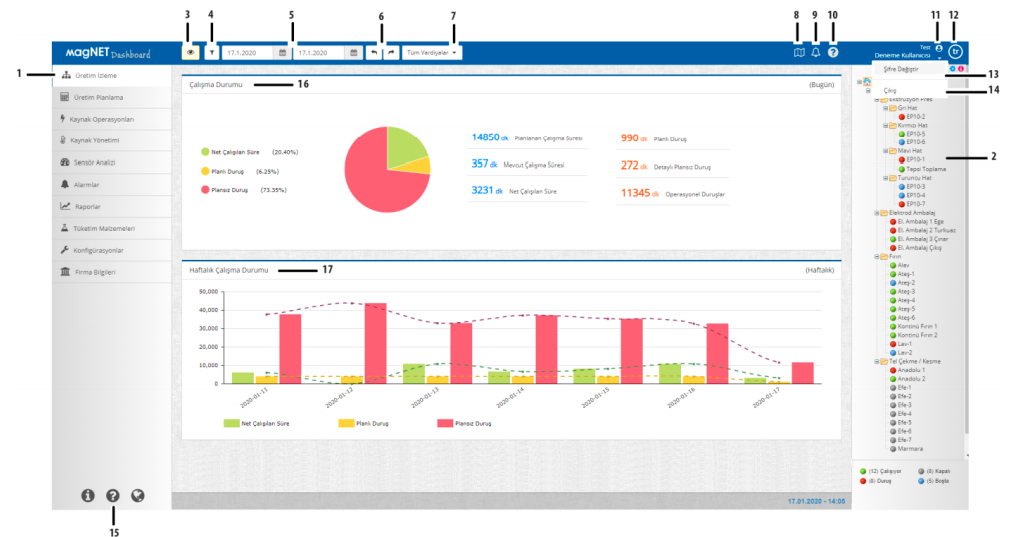 3 4 5 6 7 8 9 10 11 12
magNET Dashboard
17.1.2020 17.1.2020 Tüm Vardiyalar
Test
Deneme Kullanıcısı
tr
1
Üretim İzleme
Üretim Planlama
Kaynak Operasyonları
Kaynak Yönetimi
Sensör Analizi
Alarmlar
Raporlar
Tüketim Malzemeleri
Konfigürasyonlar
Firma Bilgileri
15
Çalışma Durumu 16 (Bugün)
Net Çalışılan Süre (20.40%)
Planlı Duruş (6.25%)
Plansız Duruş (73.35%)
14850 dk Planlanan Çalışma Süresi
990 dk Planlı Duruş
357 dk Mevcut Çalışma Süresi
272 dk Detaylı Plansız Duruş
3231 dk Net Çalışılan Süre
11345 dk Operasyonel Duruşlar
Haftalık Çalışma Durumu 17 (Haftalık)
50,000
40,000
30,000
20,000
10,000
0
2020-01-11 2020-01-12 2020-01-13 2020-01-14 2020-01-15 2020-01-16 2020-01-17
Net Çalışılan Süre Planlı Duruş Plansız Duruş
17.01.2020 - 14:05
Şifre Değiştir
13
Çıkış
14
Ekstrüzyon Pres
Gri Hat
EP10-2
Kırmızı Hat
EP10-5
EP10-6
Mavi Hat
EP10-1
2
Tepsi Toplama
Turuncu Hat
EP10-3
EP10-4
EP10-7
Elektrod Ambalaj
El. Ambalaj 1 Ege
El. Ambalaj 2 Turkuaz
El. Ambalaj 3 Çınar
El. Ambalaj Çıkış
Fırın
Alev
Ateş-1
Ateş-2
Ateş-3
Ateş-4
Ateş-5
Ateş-6
Kontinü Fırın 1
Kontinü Fırın 2
Lav-1
Lav-2
Tel Çekme / Kesme
Anadolu 1
Anadolu 2
Efe-1
Efe-2
Efe-3
Efe-4
Efe-5
Efe-6
Efe-7
Marmara
(12) Çalışıyor (8) Kapalı
(8) Duruş (5) Boşta